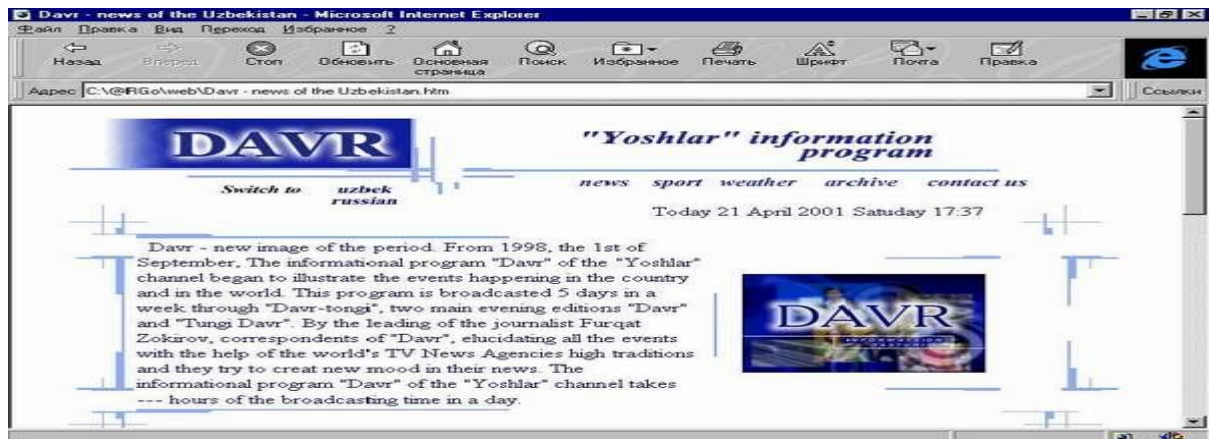 Davr - news of the Uzbekistan - Microsoft Internet Explorer
Файл Правка Вид Переход Избранное ?
Назад Вперед Стоп Обновить Основная страница Поиск Избранное Печать Шрифт Почта Правка
Адрес C:\@RGo\web\Davr - news of the Uzbekistan.htm Ссылки
DAVR
"Yoshlar" information
program
Switch to uzbek
russian
news sport weather archive contact us
Today 21 April 2001 Satuday 17:37
Davr - new image of the period. From 1998, the 1st of
September, The informational program "Davr" of the "Yoshlar"
channel began to illustrate the events happening in the country
and in the world. This program is broadcasted 5 days in a
week through "Davr-tongi", two main evening editions "Davr"
and "Tungi Davr". By the leading of the journalist Furqat
Zokirov, correspondents of "Davr", elucidating all the events
with the help of the world's TV News Agencies high traditions
and they try to creat new mood in their news. The
informational program "Davr" of the "Yoshlar" channel takes
--- hours of the broadcasting time in a day.
DAVR